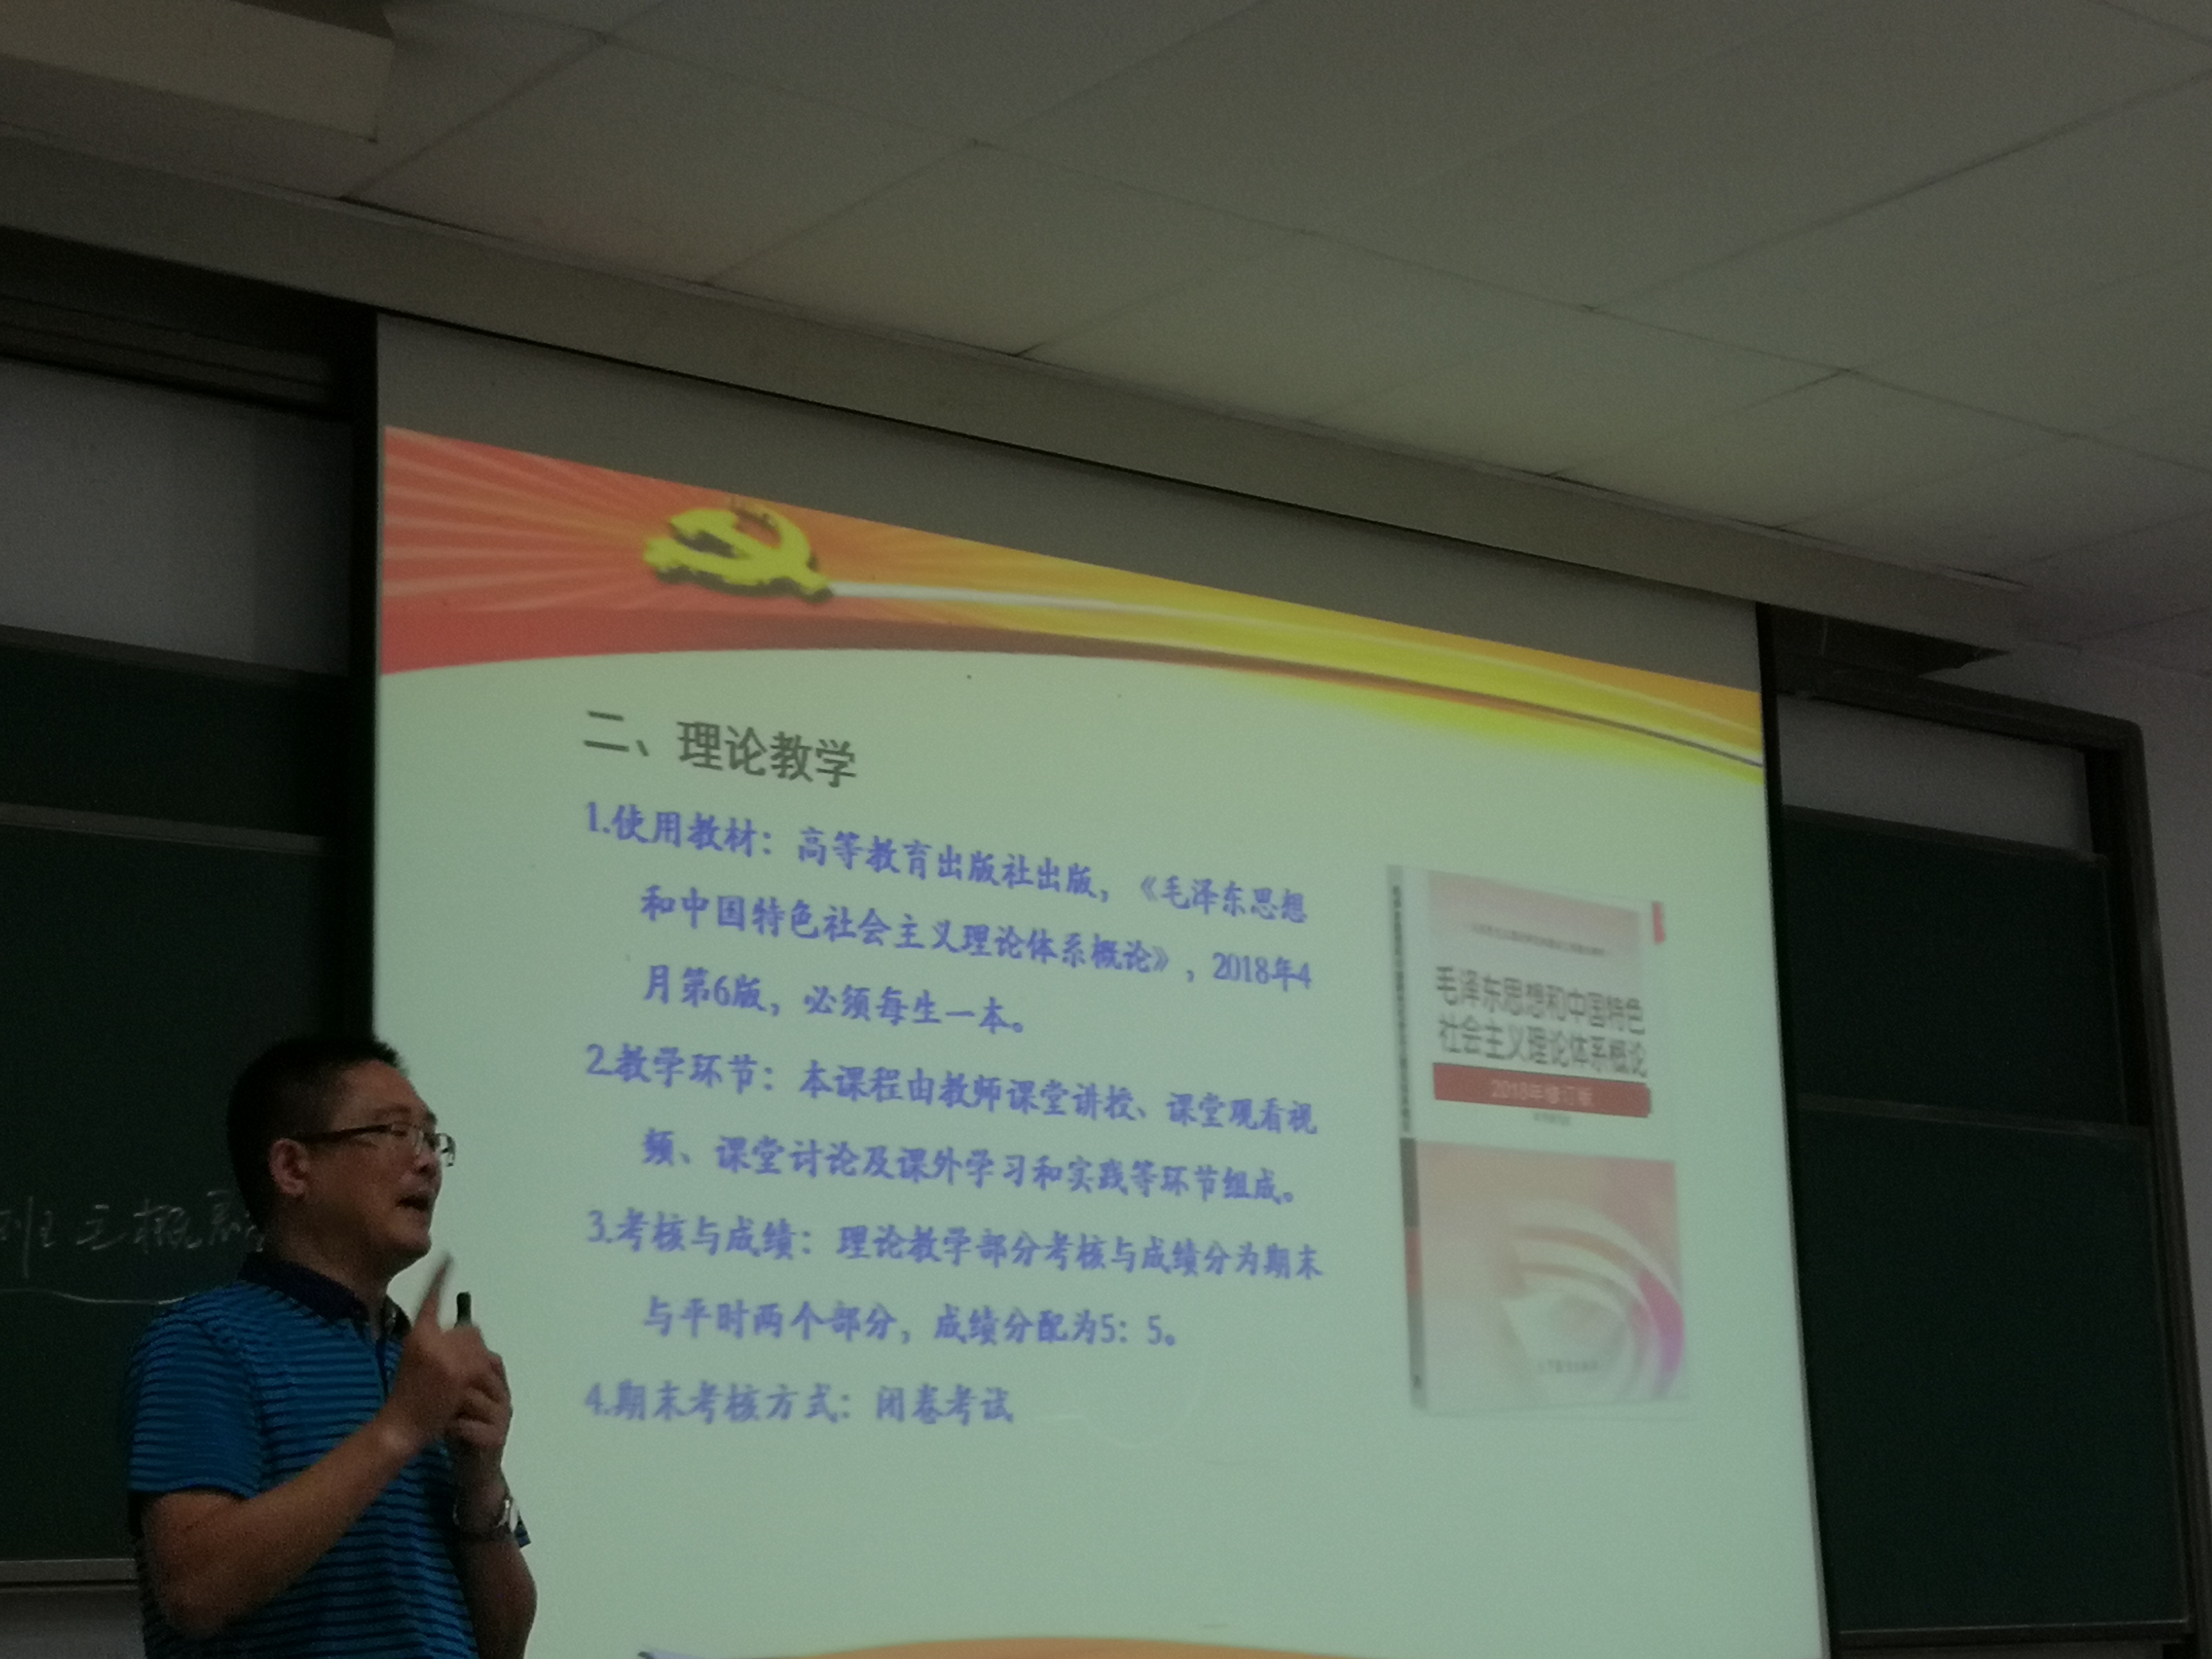 二、理论教学
1.使用教材：高等教育出版社出版，《毛泽东思想
和中国特色社会主义理论体系概论》，2018年4
月第6版，必须每生一本。
2.教学环节：本课程由教师课堂讲授、课堂观看视
频、课堂讨论及课外学习和实践等环节组成。
3.考核与成绩：理论教学部分考核与成绩分为期末
与平时两个部分，成绩分配为5：5。
4.期末考核方式：闭卷考试
毛泽东思想和中国特色
社会主义理论体系概论
2018年修订版